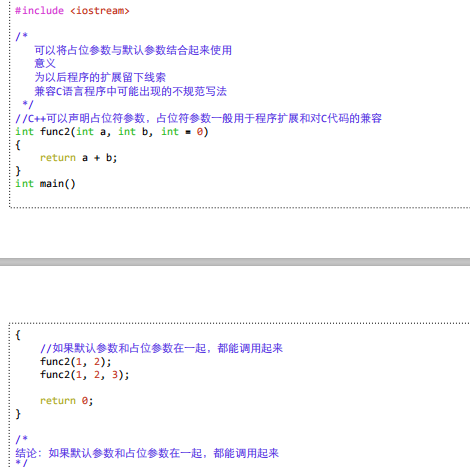 #include <iostream>
/*
可以将占位参数与默认参数结合起来使用
意义
为以后程序的扩展留下线索
兼容C语言程序中可能出现的不规范写法
*/
//C++可以声明占位符参数，占位符参数一般用于程序扩展和对C代码的兼容
int func2(int a, int b, int = 0)
{
return a + b;
}
int main()
{
//如果默认参数和占位参数在一起，都能调用起来
func2(1, 2);
func2(1, 2, 3);
return 0;
}
/*
结论：如果默认参数和占位参数在一起，都能调用起来
*/